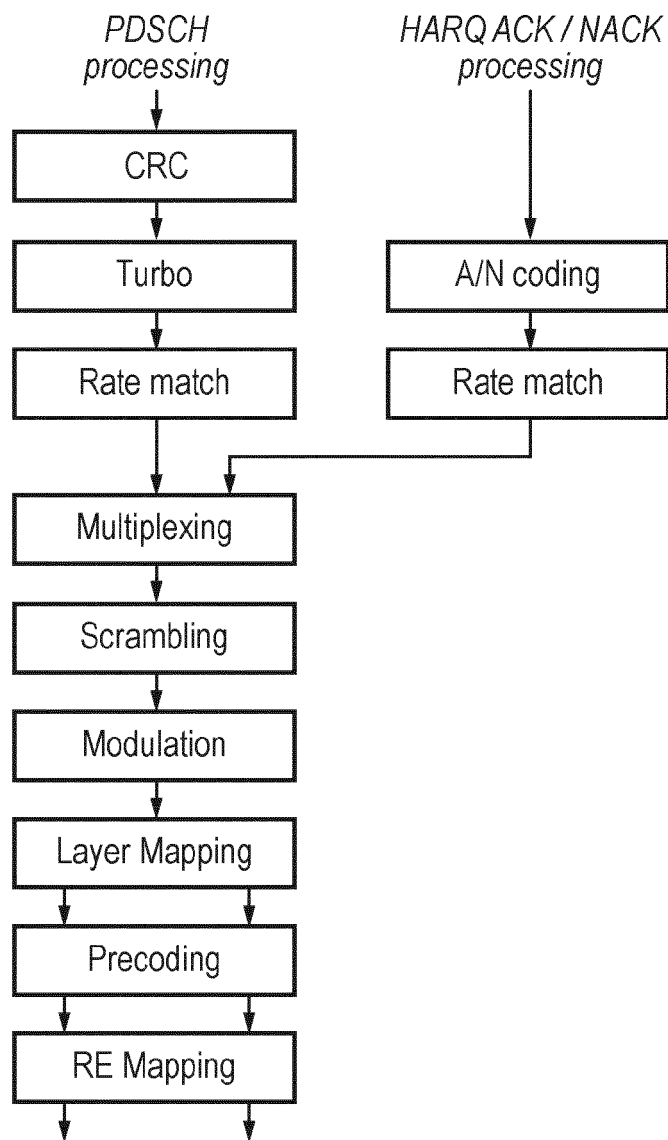 PDSCH
processing
HARQ ACK / NACK
processing
CRC
Turbo
A/N coding
Rate match
Rate match
Multiplexing
Scrambling
Modulation
Layer Mapping
Precoding
RE Mapping